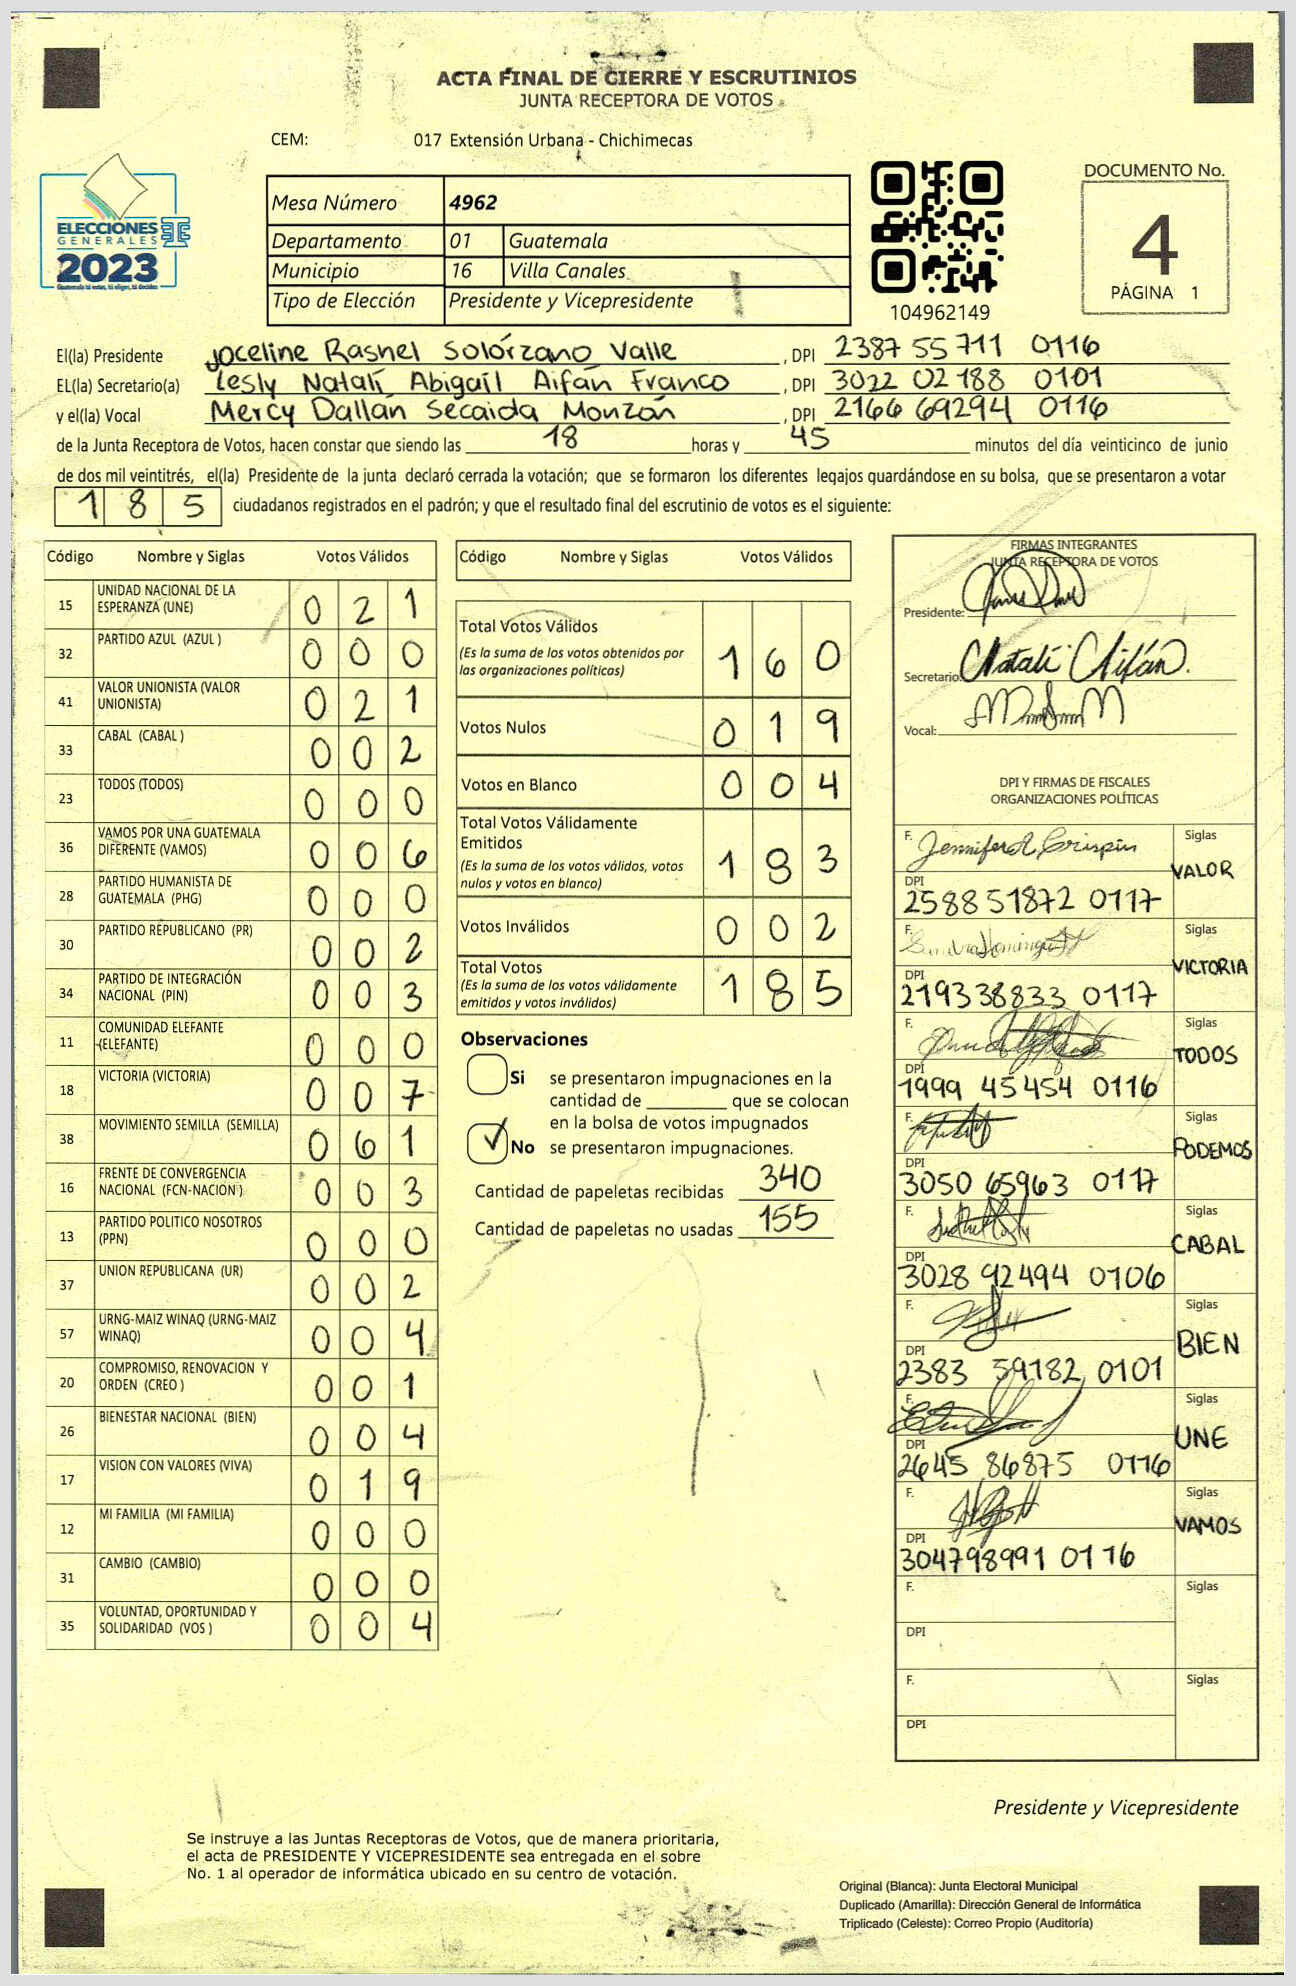 ACTA FINAL DE CIERRE Y ESCRUTINIOS
JUNTA RECEPTORA DE VOTOS
CEM: 017 Extensión Urbana - Chichimecas
ELECCIONES
GENERALES
2023
Guatemala tú votas, tú eliges, tú decides
Mesa Número 4962
Departamento 01 Guatemala
Municipio 16 Villa Canales
Tipo de Elección Presidente y Vicepresidente
104962149
DOCUMENTO No.
4
PÁGINA 1
El(la) Presidente Joceline Rashel Solórzano Valle , DPI 2387 55711 0116
EL(la) Secretario(a) Lesly Natalí Abigail Aifán Franco , DPI 3022 02188 0101
y el(la) Vocal Mercy Dallán Secaida Monzón , DPI 2166 69294 0116
de la Junta Receptora de Votos, hacen constar que siendo las 18 horas y 45 minutos del día veinticinco de junio
de dos mil veintitrés, el(la) Presidente de la junta declaró cerrada la votación; que se formaron los diferentes legajos guardándose en su bolsa, que se presentaron a votar
185 ciudadanos registrados en el padrón; y que el resultado final del escrutinio de votos es el siguiente:
Código Nombre y Siglas Votos Válidos
15 UNIDAD NACIONAL DE LA ESPERANZA (UNE) 0 2 1
32 PARTIDO AZUL (AZUL ) 0 0 0
41 VALOR UNIONISTA (VALOR UNIONISTA) 0 2 1
33 CABAL (CABAL ) 0 0 2
23 TODOS (TODOS) 0 0 0
36 VAMOS POR UNA GUATEMALA DIFERENTE (VAMOS) 0 0 6
28 PARTIDO HUMANISTA DE GUATEMALA (PHG) 0 0 0
30 PARTIDO REPUBLICANO (PR) 0 0 2
34 PARTIDO DE INTEGRACIÓN NACIONAL (PIN) 0 0 3
11 COMUNIDAD ELEFANTE (ELEFANTE) 0 0 0
18 VICTORIA (VICTORIA) 0 0 7
38 MOVIMIENTO SEMILLA (SEMILLA) 0 6 1
16 FRENTE DE CONVERGENCIA NACIONAL (FCN-NACION ) 0 0 3
13 PARTIDO POLITICO NOSOTROS (PPN) 0 0 0
37 UNION REPUBLICANA (UR) 0 0 2
57 URNG-MAIZ WINAQ (URNG-MAIZ WINAQ) 0 0 4
20 COMPROMISO, RENOVACION Y ORDEN (CREO ) 0 0 1
26 BIENESTAR NACIONAL (BIEN) 0 0 4
17 VISION CON VALORES (VIVA) 0 1 9
12 MI FAMILIA (MI FAMILIA) 0 0 0
31 CAMBIO (CAMBIO) 0 0 0
35 VOLUNTAD, OPORTUNIDAD Y SOLIDARIDAD (VOS ) 0 0 4
Código Nombre y Siglas Votos Válidos
Total Votos Válidos 1 6 0
(Es la suma de los votos obtenidos por
las organizaciones políticas)
Votos Nulos 0 1 9
Votos en Blanco 0 0 4
Total Votos Válidamente
Emitidos 1 8 3
(Es la suma de los votos válidos, votos
nulos y votos en blanco)
Votos Inválidos 0 0 2
Total Votos 1 8 5
(Es la suma de los votos válidamente
emitidos y votos inválidos)
Observaciones
Si se presentaron impugnaciones en la
cantidad de ________ que se colocan
en la bolsa de votos impugnados
No se presentaron impugnaciones.
Cantidad de papeletas recibidas 340
Cantidad de papeletas no usadas 155
FIRMAS INTEGRANTES
JUNTA RECEPTORA DE VOTOS
Presidente:
Secretario: Natalí Aifán.
Vocal:
DPI Y FIRMAS DE FISCALES
ORGANIZACIONES POLÍTICAS
F. Jennifer Crispin Siglas
VALOR
DPI
2588 51872 0117
F. Siglas
VICTORIA
DPI
219338833 0117
F. Siglas
TODOS
DPI
1999 45454 0116
F. Siglas
PODEMOS
DPI
3050 65963 0117
F. Siglas
CABAL
DPI
3028 92494 0106
F. Siglas
BIEN
DPI
2383 59182 0101
F. Siglas
UNE
DPI
2645 86875 0116
F. Siglas
VAMOS
DPI
304798991 0116
F. Siglas
DPI
F. Siglas
DPI
Presidente y Vicepresidente
Se instruye a las Juntas Receptoras de Votos, que de manera prioritaria,
el acta de PRESIDENTE Y VICEPRESIDENTE sea entregada en el sobre
No. 1 al operador de informática ubicado en su centro de votación.
Original (Blanca): Junta Electoral Municipal
Duplicado (Amarilla): Dirección General de Informática
Triplicado (Celeste): Correo Propio (Auditoría)